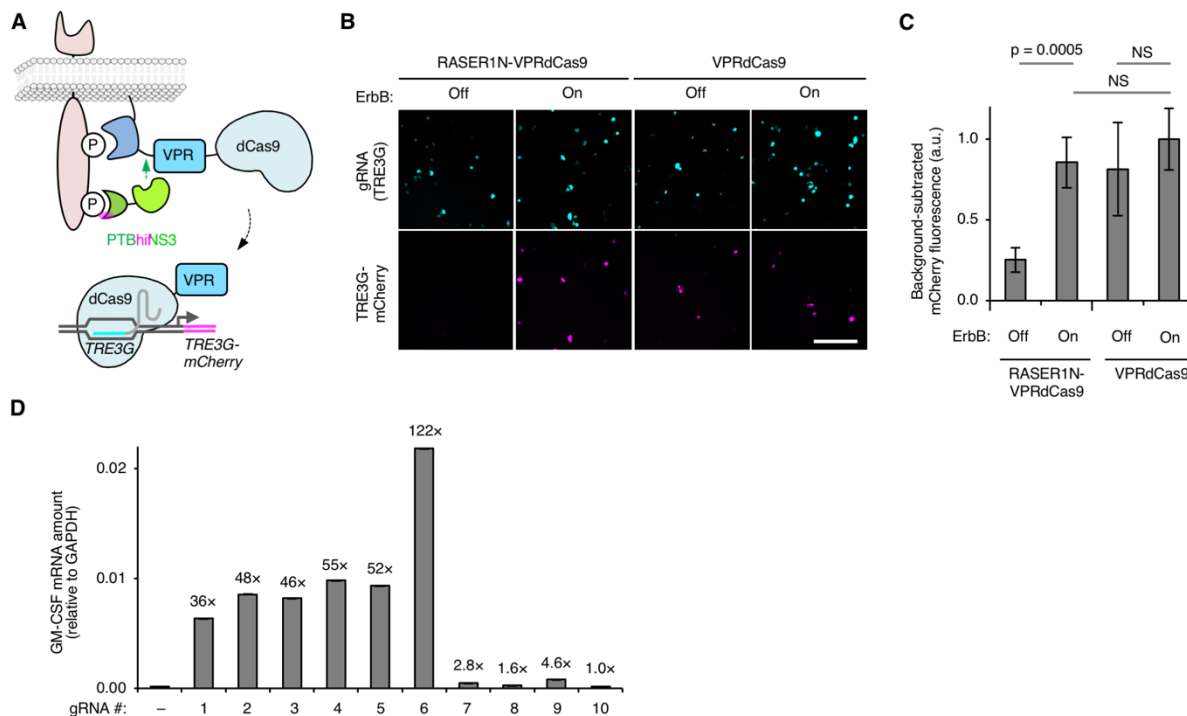 A
P
VPR
dCas9
P
PTBhifNS3
VPR
dCas9
TRE3G
TRE3G-
mCherry
B
RASER1N-VPRdCas9 VPRdCas9
ErbB: Off On Off On
gRNA
(TRE3G)
TRE3G-
mCherry
C
p = 0.0005 NS
NS
Background-subtracted
mCherry fluorescence (a.u.)
1.0
0.5
0.0
ErbB: Off On Off On
RASER1N-
VPRdCas9
VPRdCas9
D
GM-CSF mRNA amount
(relative to GAPDH)
0.02
0.01
0.00
36× 48× 46× 55× 52× 122× 2.8× 1.6× 4.6× 1.0×
gRNA #: – 1 2 3 4 5 6 7 8 9 10